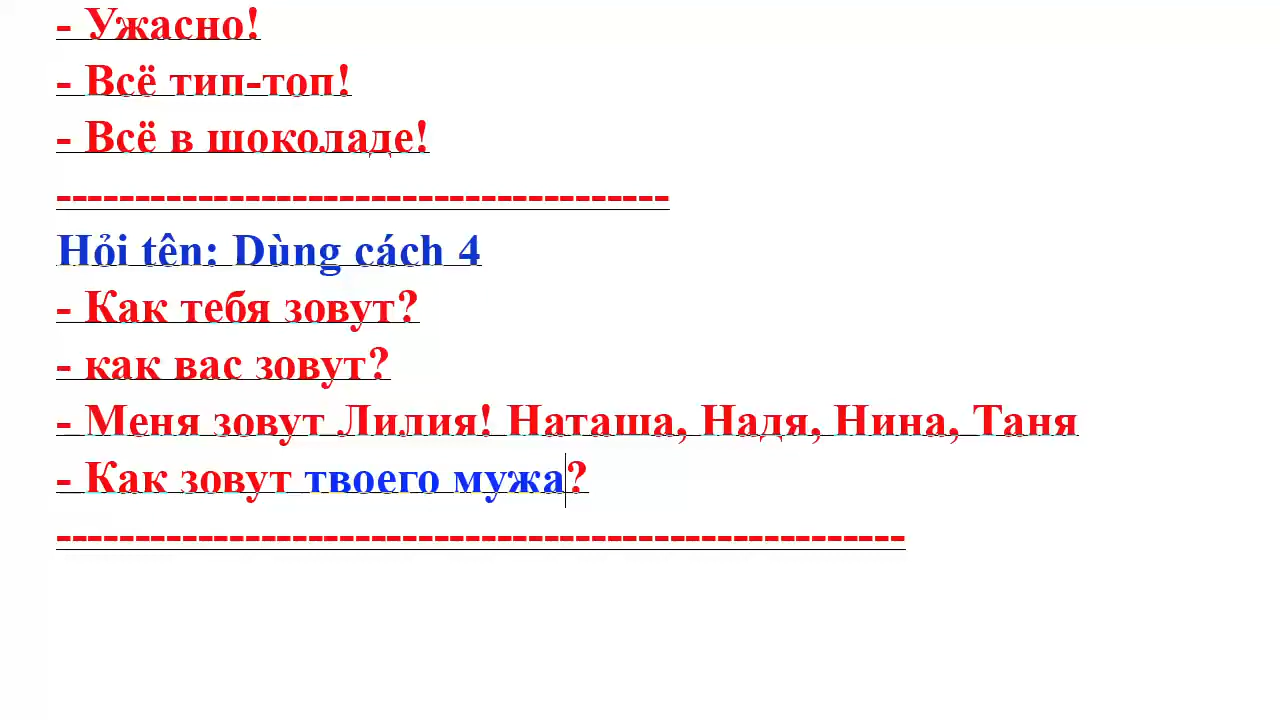 - Ужасно!
- Всё тип-топ!
- Всё в шоколаде!
---------------------------------------
Hỏi tên: Dùng cách 4
- Как тебя зовут?
- как вас зовут?
- Меня зовут Лилия! Наташа, Надя, Нина, Таня
- Как зовут твоего мужа?
------------------------------------------------------